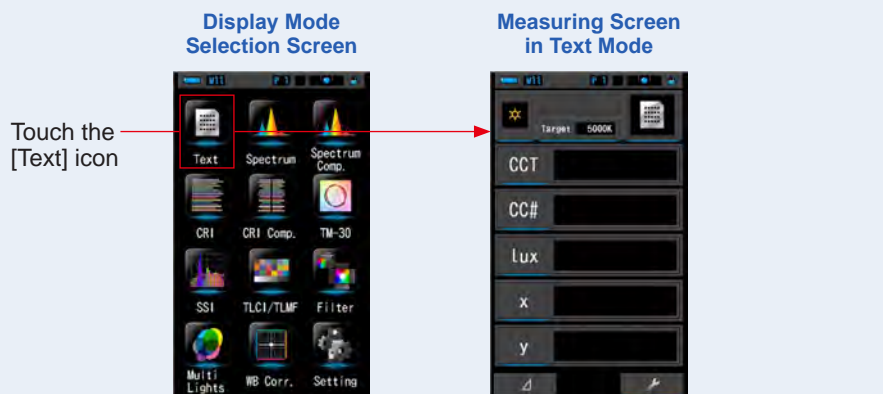 Display Mode
Selection Screen
Measuring Screen
in Text Mode
Touch the
[Text] icon
Text
Spectrum
Spectrum
Comp.
CRI
CRI Comp.
TM-30
SSI
TLCI/TLMF
Filter
Multi
Lights
WB Corr.
Setting
Target 5000K
CCT
CC#
lux
x
y